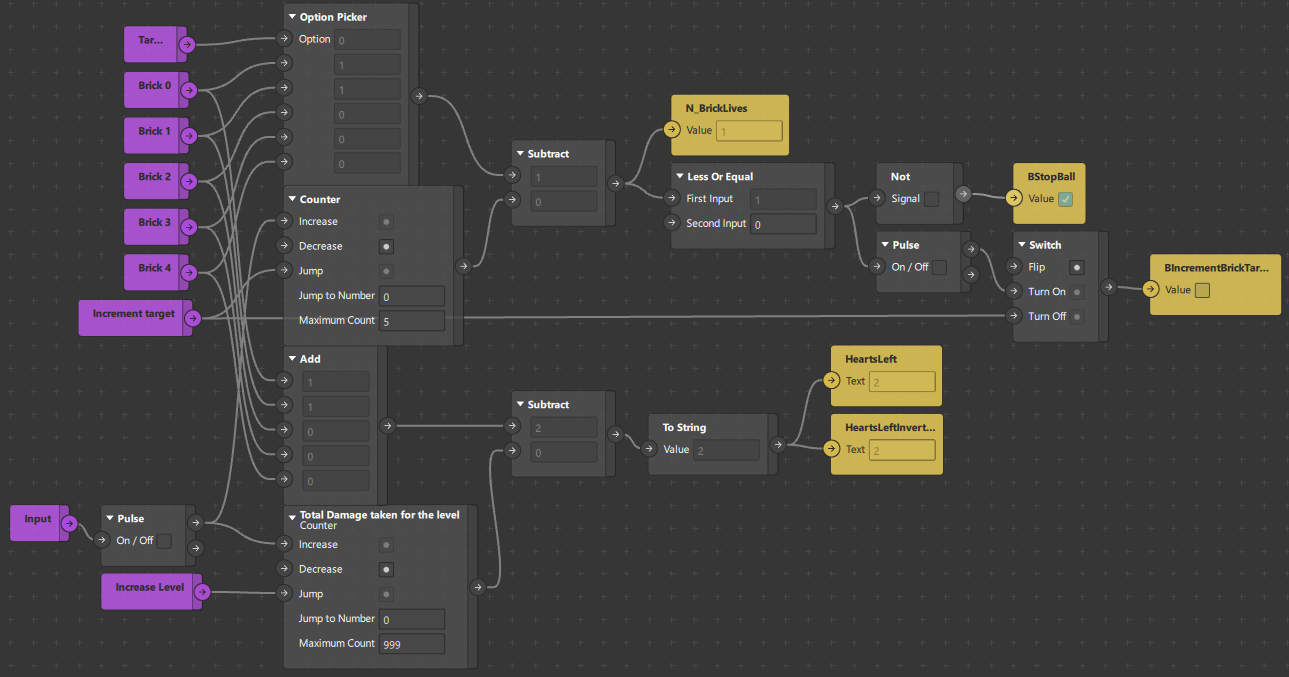 Tar...
Brick 0
Brick 1
Brick 2
Brick 3
Brick 4
Increment target
Input
Pulse
On / Off
Increase Level
Option Picker
Option 0
1
1
0
0
0
Counter
Increase
Decrease
Jump
Jump to Number 0
Maximum Count 5
Add
1
1
0
0
0
Total Damage taken for the level
Counter
Increase
Decrease
Jump
Jump to Number 0
Maximum Count 999
Subtract
1
0
Subtract
2
0
N_BrickLives
Value 1
Less Or Equal
First Input 1
Second Input 0
To String
Value 2
Not
Signal
Pulse
On / Off
HeartsLeft
Text 2
HeartsLeftInvert...
Text 2
BStopBall
Value
Switch
Flip
Turn On
Turn Off
BIncrementBrickTar...
Value